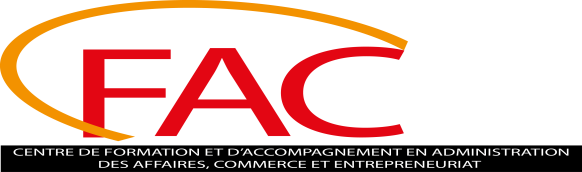 FAC
CENTRE DE FORMATION ET D'ACCOMPAGNEMENT EN ADMINISTRATION
DES AFFAIRES, COMMERCE ET ENTREPRENEURIAT